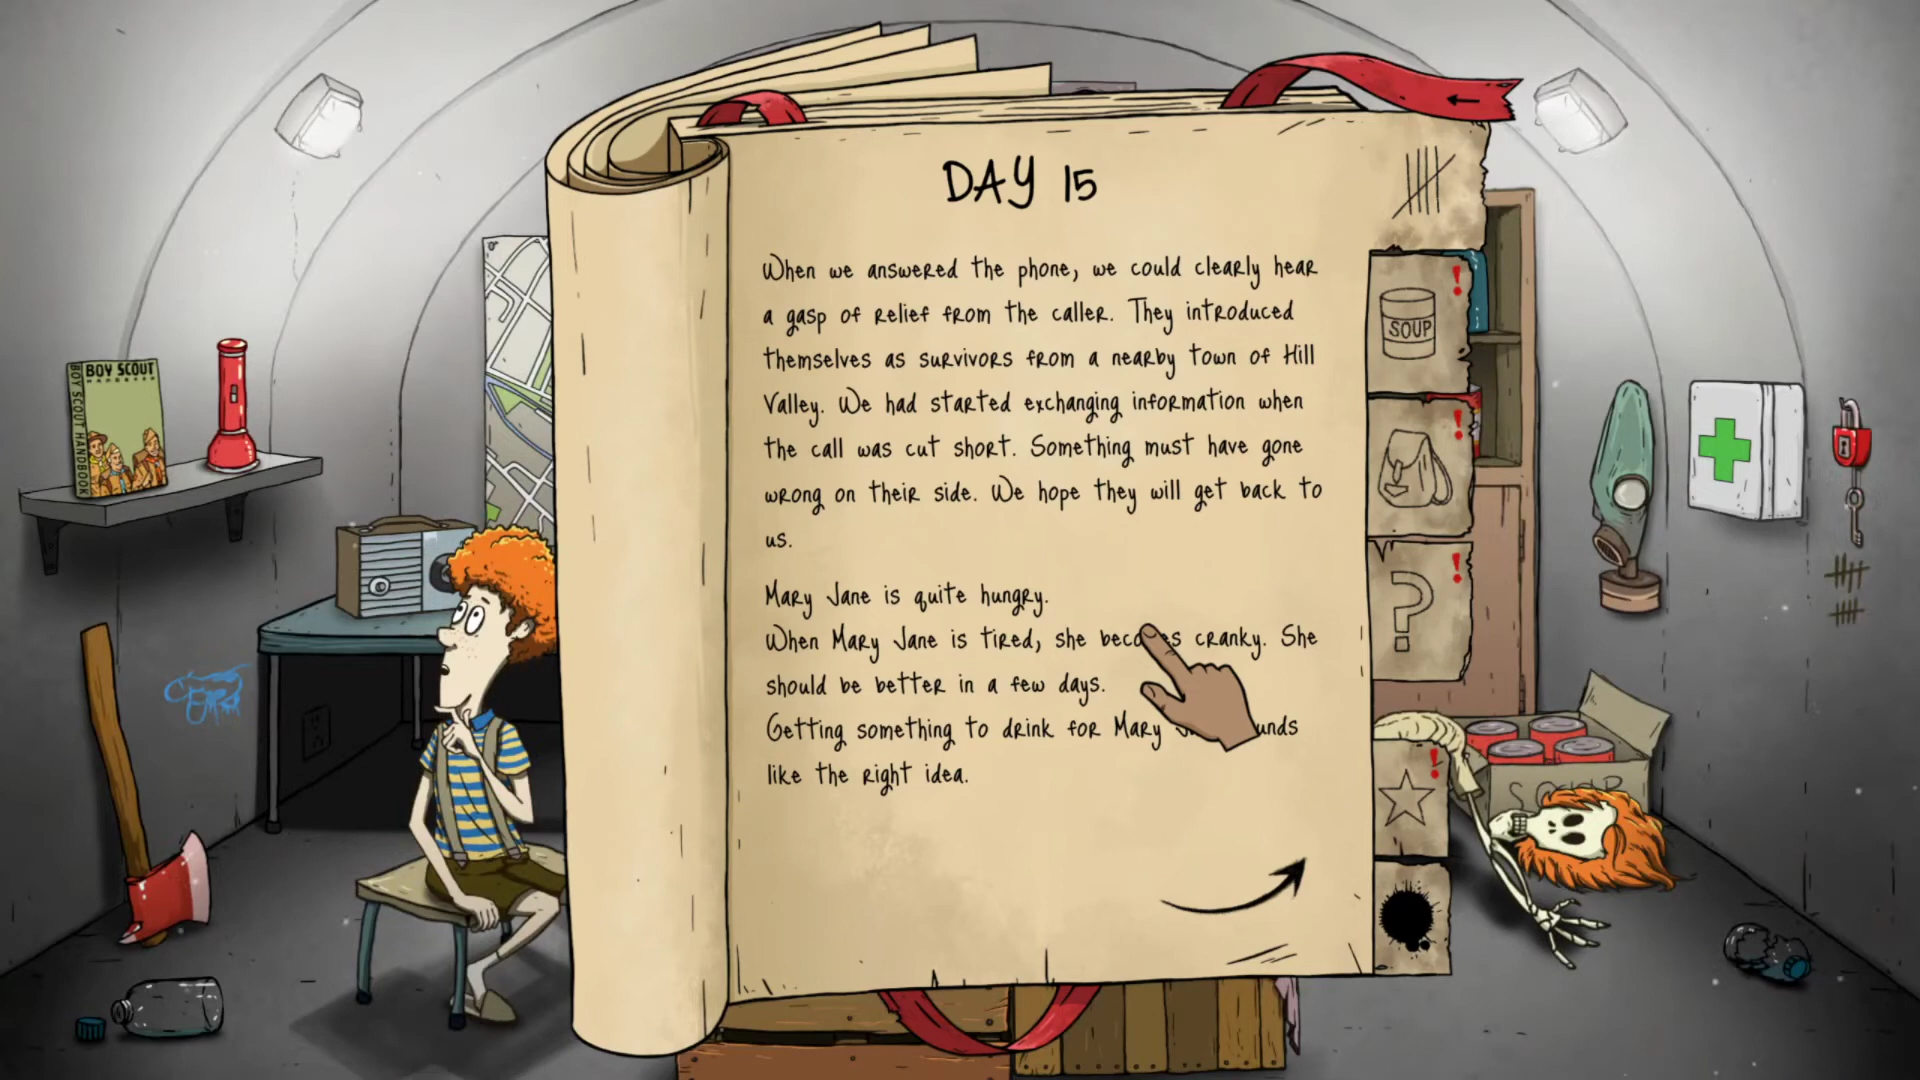 DAY 15
When we answered the phone, we could clearly hear
a gasp of relief from the caller. They introduced
themselves as survivors from a nearby town of Hill
Valley. We had started exchanging information when
the call was cut short. Something must have gone
wrong on their side. We hope they will get back to
us.
Mary Jane is quite hungry.
When Mary Jane is tired, she cranky. She
should be better in a few days.
Getting something to drink for Mary
like the right idea.
SOUP
BOY SCOUT
HANDBOOK
BOY SCOUT HANDBOOK
SOUP